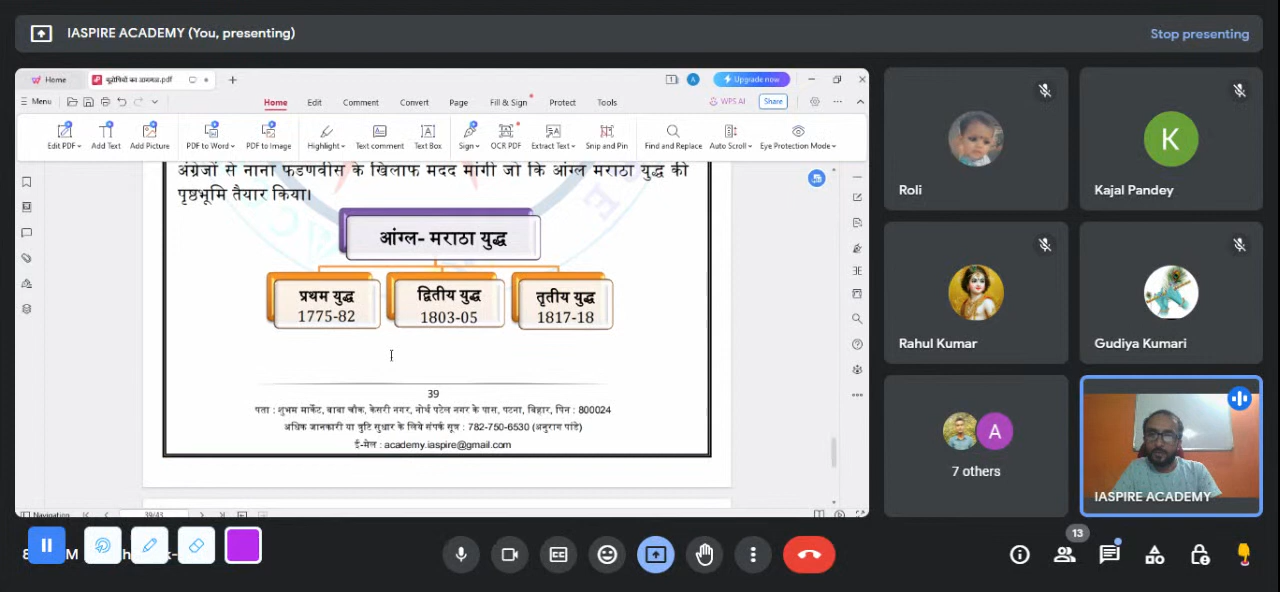 IASPIRE ACADEMY (You, presenting)
Stop presenting
Home
यूरोपियों का आगमन.pdf
Upgrade now
Menu
Home Edit Comment Convert Page Fill & Sign Protect Tools
WPS AI
Share
Edit PDF Add Text Add Picture PDF to Word PDF to Image Highlight Text comment Text Box Sign OCR PDF Extract Text Snip and Pin Find and Replace Auto Scroll Eye Protection Mode
अंग्रेजों से नाना फडणवीस के खिलाफ मदद मांगी जो कि आंग्ल मराठा युद्ध की
पृष्ठभूमि तैयार किया।
आंग्ल- मराठा युद्ध
प्रथम युद्ध
1775-82
द्वितीय युद्ध
1803-05
तृतीय युद्ध
1817-18
39
पता : शुभम मार्केट, बाबा चौक, केसरी नगर, नोर्थ पटेल नगर के पास, पटना, बिहार, पिन : 800024
अधिक जानकारी या त्रुटि सुधार के लिये संपर्क सूत्र : 782-750-6530 (अनुराग पांडे)
ई-मेल : academy.iaspire@gmail.com
Navigation
39/43
Roli
K
Kajal Pandey
Rahul Kumar
Gudiya Kumari
A
7 others
IASPIRE ACADEMY
13